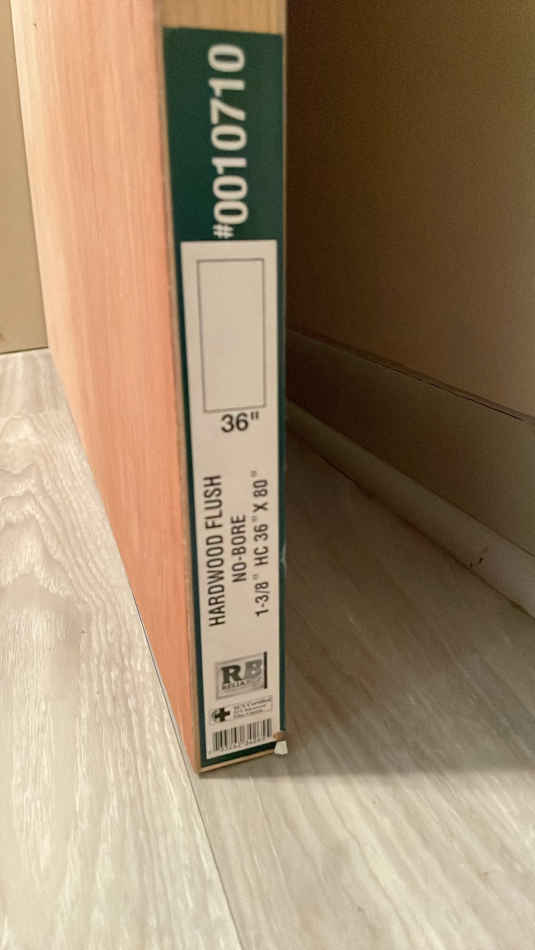 #0010710
36"
HARDWOOD FLUSH
NO-BORE
1-3/8" HC 36" X 80"
RB